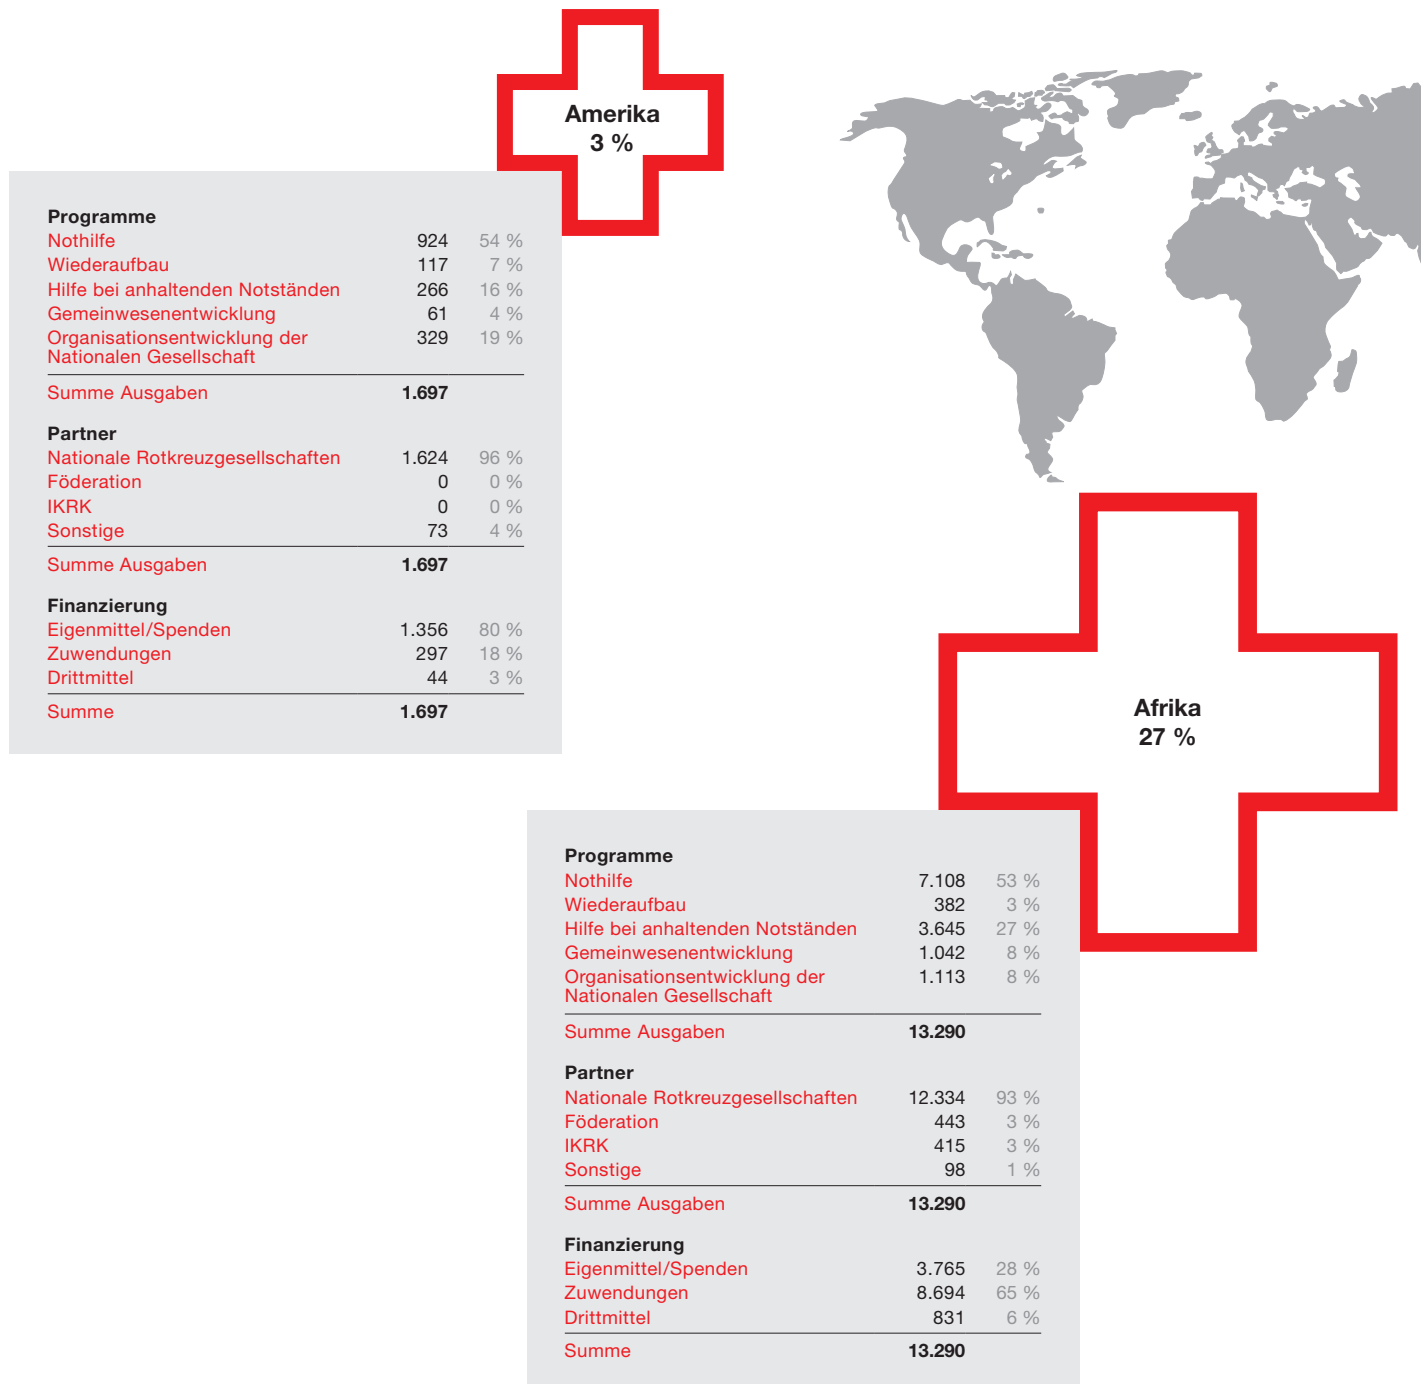 Amerika
3 %
Programme
Nothilfe 924 54 %
Wiederaufbau 117 7 %
Hilfe bei anhaltenden Notständen 266 16 %
Gemeinwesenentwicklung 61 4 %
Organisationsentwicklung der 329 19 %
Nationalen Gesellschaft
Summe Ausgaben 1.697
Partner
Nationale Rotkreuzgesellschaften 1.624 96 %
Föderation 0 0 %
IKRK 0 0 %
Sonstige 73 4 %
Summe Ausgaben 1.697
Finanzierung
Eigenmittel/Spenden 1.356 80 %
Zuwendungen 297 18 %
Drittmittel 44 3 %
Summe 1.697
Afrika
27 %
Programme
Nothilfe 7.108 53 %
Wiederaufbau 382 3 %
Hilfe bei anhaltenden Notständen 3.645 27 %
Gemeinwesenentwicklung 1.042 8 %
Organisationsentwicklung der 1.113 8 %
Nationalen Gesellschaft
Summe Ausgaben 13.290
Partner
Nationale Rotkreuzgesellschaften 12.334 93 %
Föderation 443 3 %
IKRK 415 3 %
Sonstige 98 1 %
Summe Ausgaben 13.290
Finanzierung
Eigenmittel/Spenden 3.765 28 %
Zuwendungen 8.694 65 %
Drittmittel 831 6 %
Summe 13.290